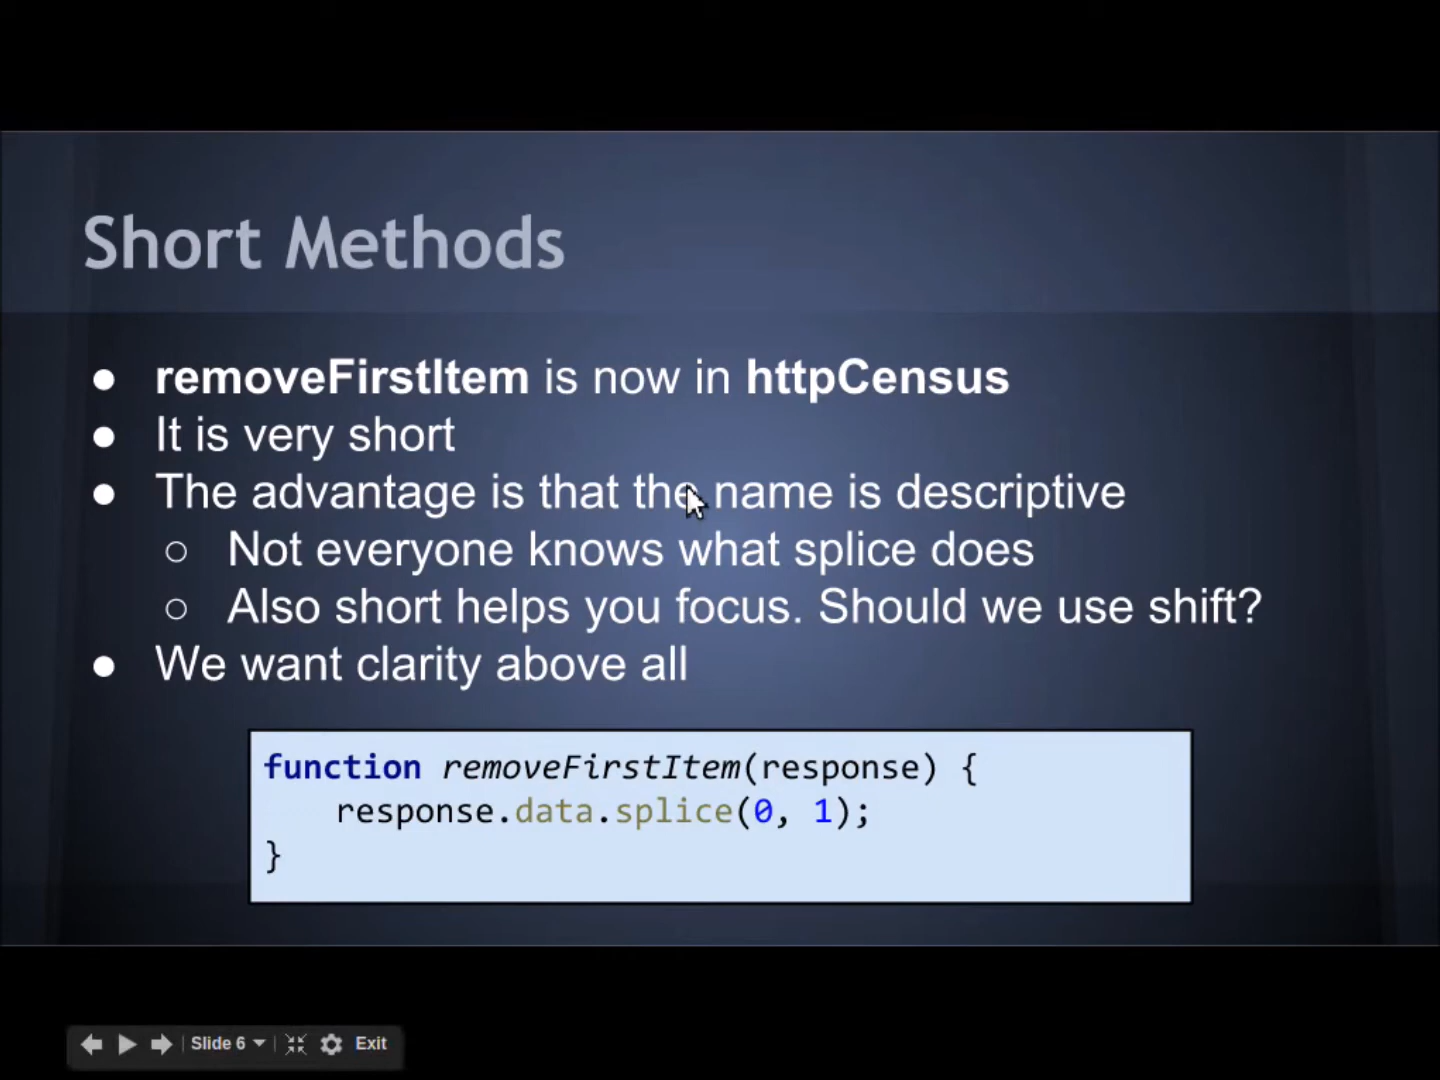 Short Methods
● removeFirstItem is now in httpCensus
● It is very short
● The advantage is that the name is descriptive
○ Not everyone knows what splice does
○ Also short helps you focus. Should we use shift?
● We want clarity above all
function removeFirstItem(response) {
    response.data.splice(0, 1);
}
Slide 6
Exit